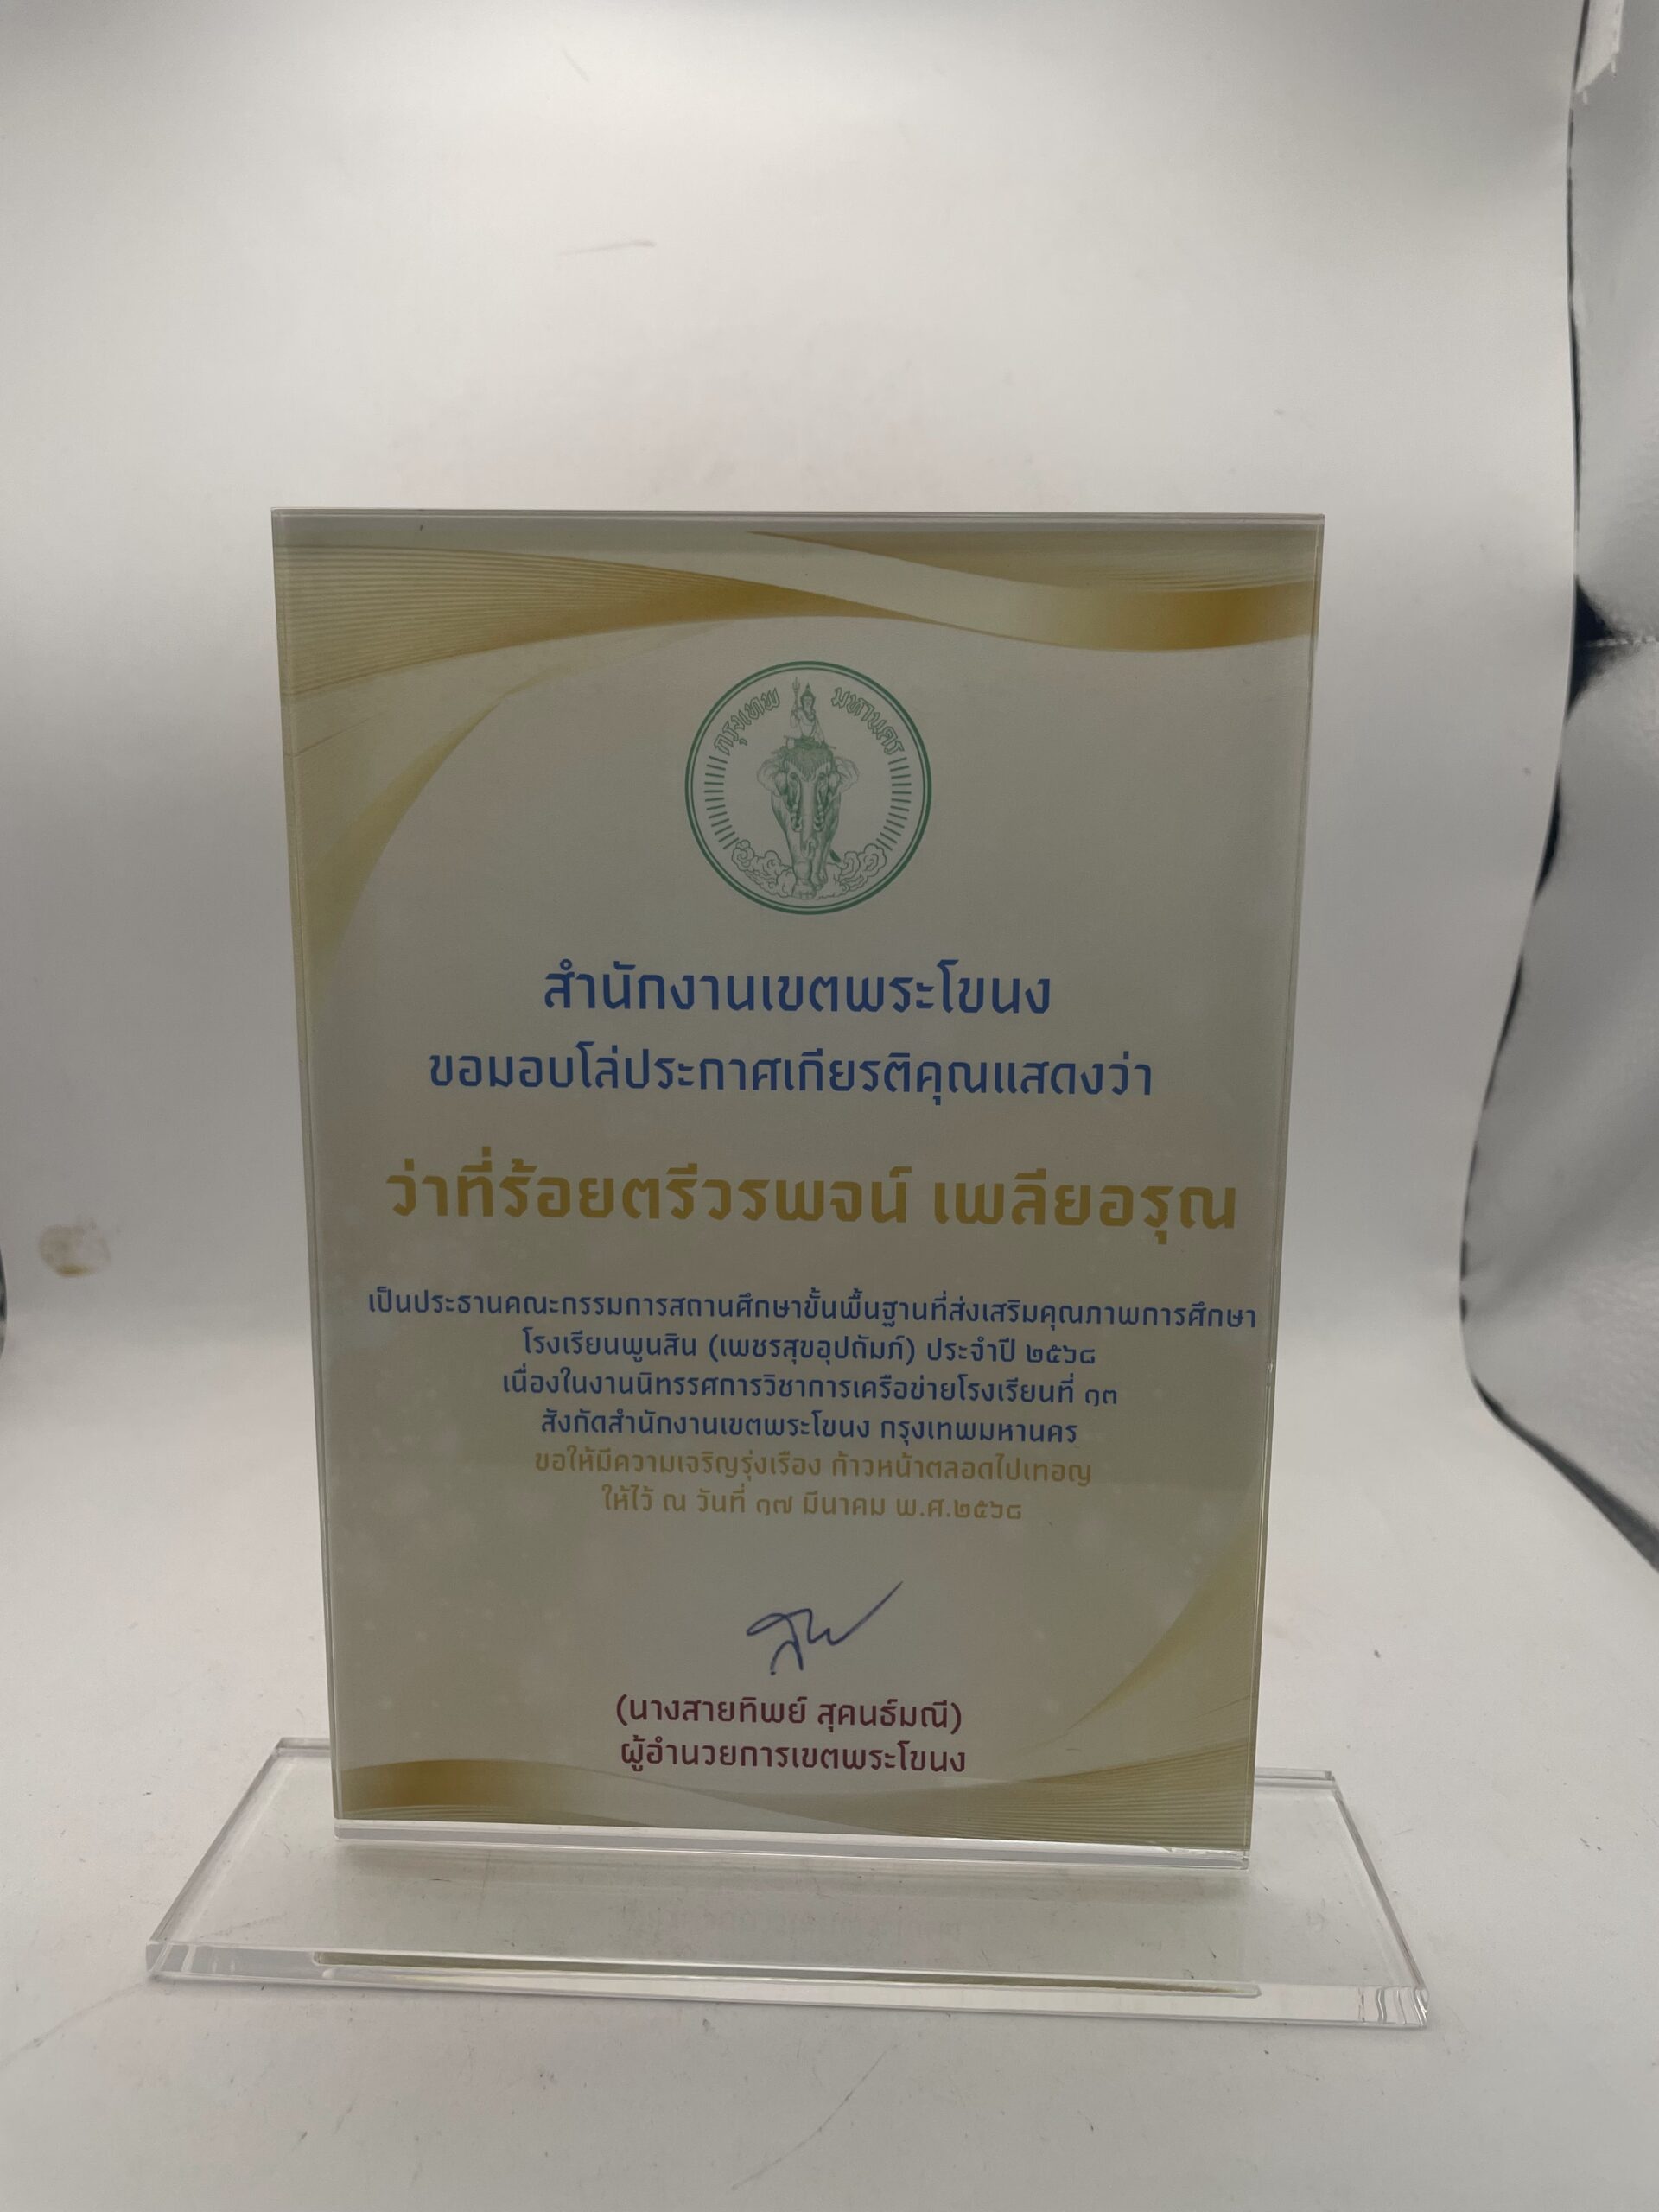 กรุงเทพ มหานคร
สำนักงานเขตพระโขนง
ขอมอบโล่ประกาศเกียรติคุณแสดงว่า
ว่าที่ร้อยตรีวรพจน์ เพลียอรุณ
เป็นประธานคณะกรรมการสถานศึกษาขั้นพื้นฐานที่ส่งเสริมคุณภาพการศึกษา
โรงเรียนพูนสิน (เพชรสุขอุปถัมภ์) ประจำปี ๒๕๖๘
เนื่องในงานนิทรรศการวิชาการเครือข่ายโรงเรียนที่ ๑๓
สังกัดสำนักงานเขตพระโขนง กรุงเทพมหานคร
ขอให้มีความเจริญรุ่งเรือง ก้าวหน้าตลอดไปเทอญ
ให้ไว้ ณ วันที่ ๑๗ มีนาคม พ.ศ.๒๕๖๘
(นางสายทิพย์ สุคนธ์มณี)
ผู้อำนวยการเขตพระโขนง